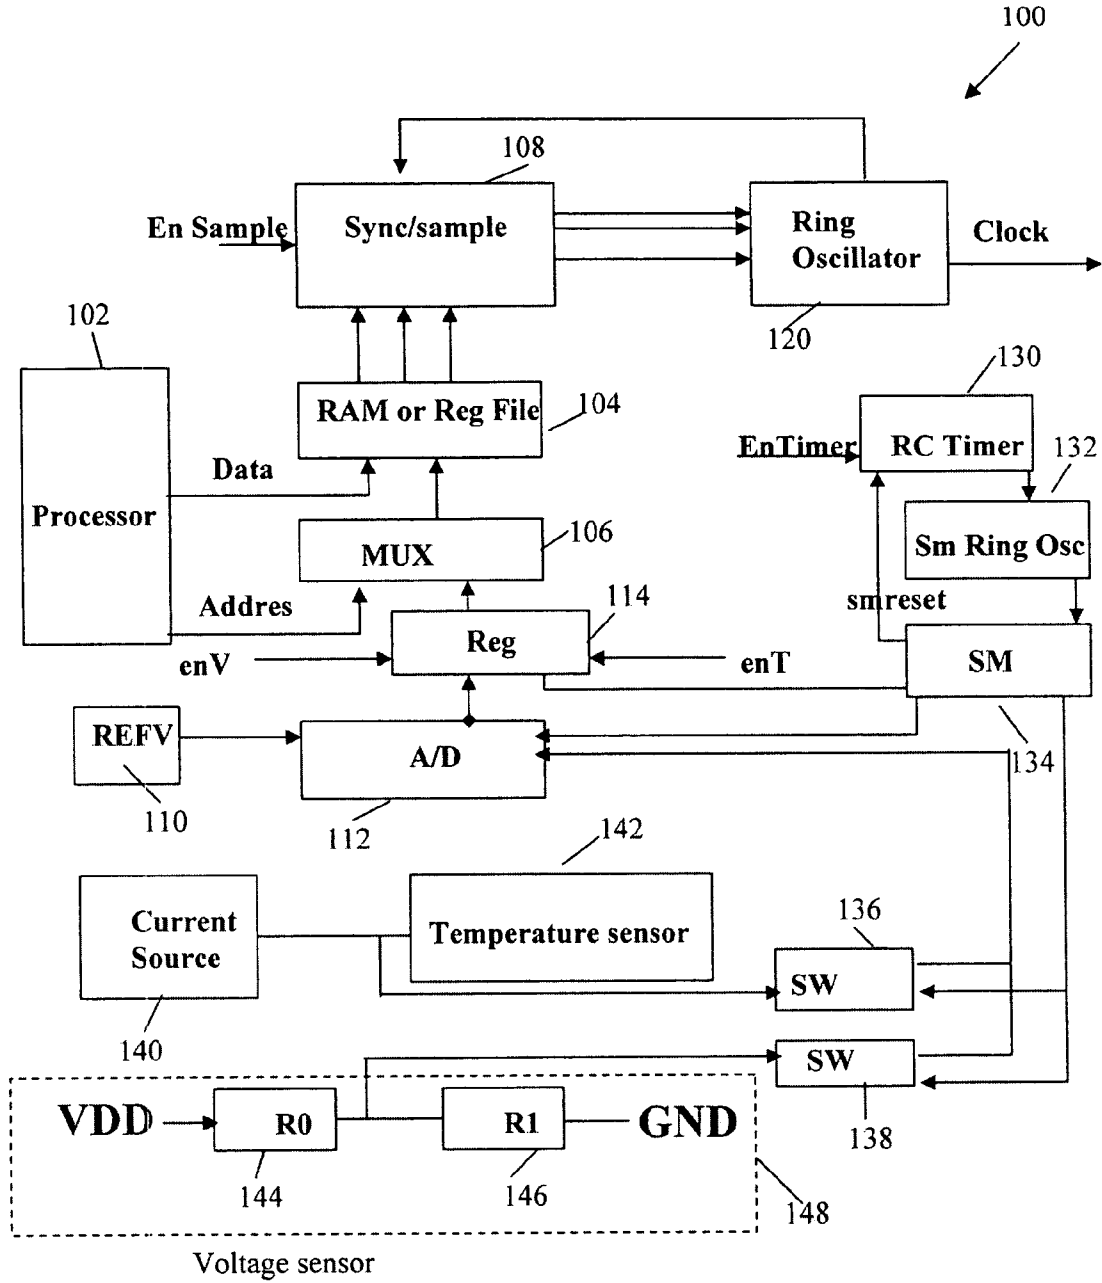 100
108
En Sample
Sync/sample
Ring
Oscillator
Clock
120
102
130
RAM or Reg File
104
EnTimer
RC Timer
132
Data
Processor
106
MUX
Sm Ring Osc
Addres
114
smreset
Reg
enV
enT
SM
REFV
A/D
134
110
112
142
Current
Source
Temperature sensor
136
SW
140
SW
138
VDD
R0
R1
GND
144
146
148
Voltage sensor